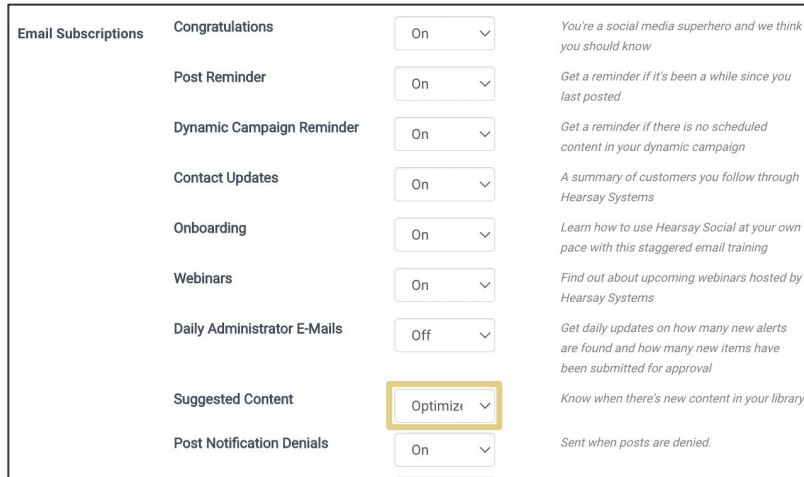 Email Subscriptions
Congratulations
On
You're a social media superhero and we think
you should know
Post Reminder
On
Get a reminder if it's been a while since you
last posted
Dynamic Campaign Reminder
On
Get a reminder if there is no scheduled
content in your dynamic campaign
Contact Updates
On
A summary of customers you follow through
Hearsay Systems
Onboarding
On
Learn how to use Hearsay Social at your own
pace with this staggered email training
Webinars
On
Find out about upcoming webinars hosted by
Hearsay Systems
Daily Administrator E-Mails
Off
Get daily updates on how many new alerts
are found and how many new items have
been submitted for approval
Suggested Content
Optimize
Know when there's new content in your library
Post Notification Denials
On
Sent when posts are denied.